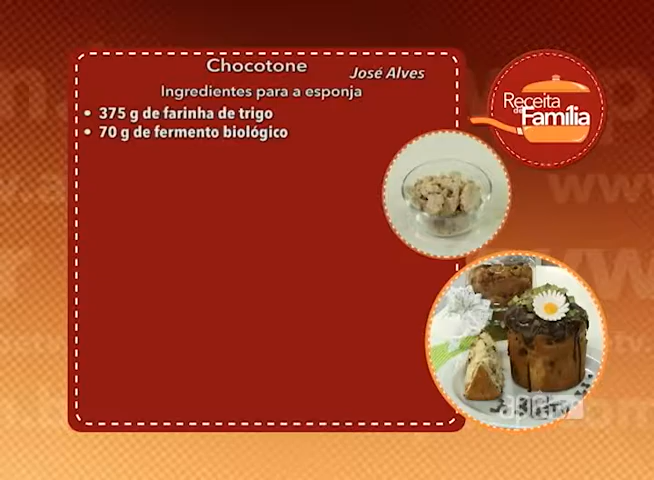 Chocotone
José Alves
Ingredientes para a esponja
• 375 g de farinha de trigo
• 70 g de fermento biológico
Receita
de Família